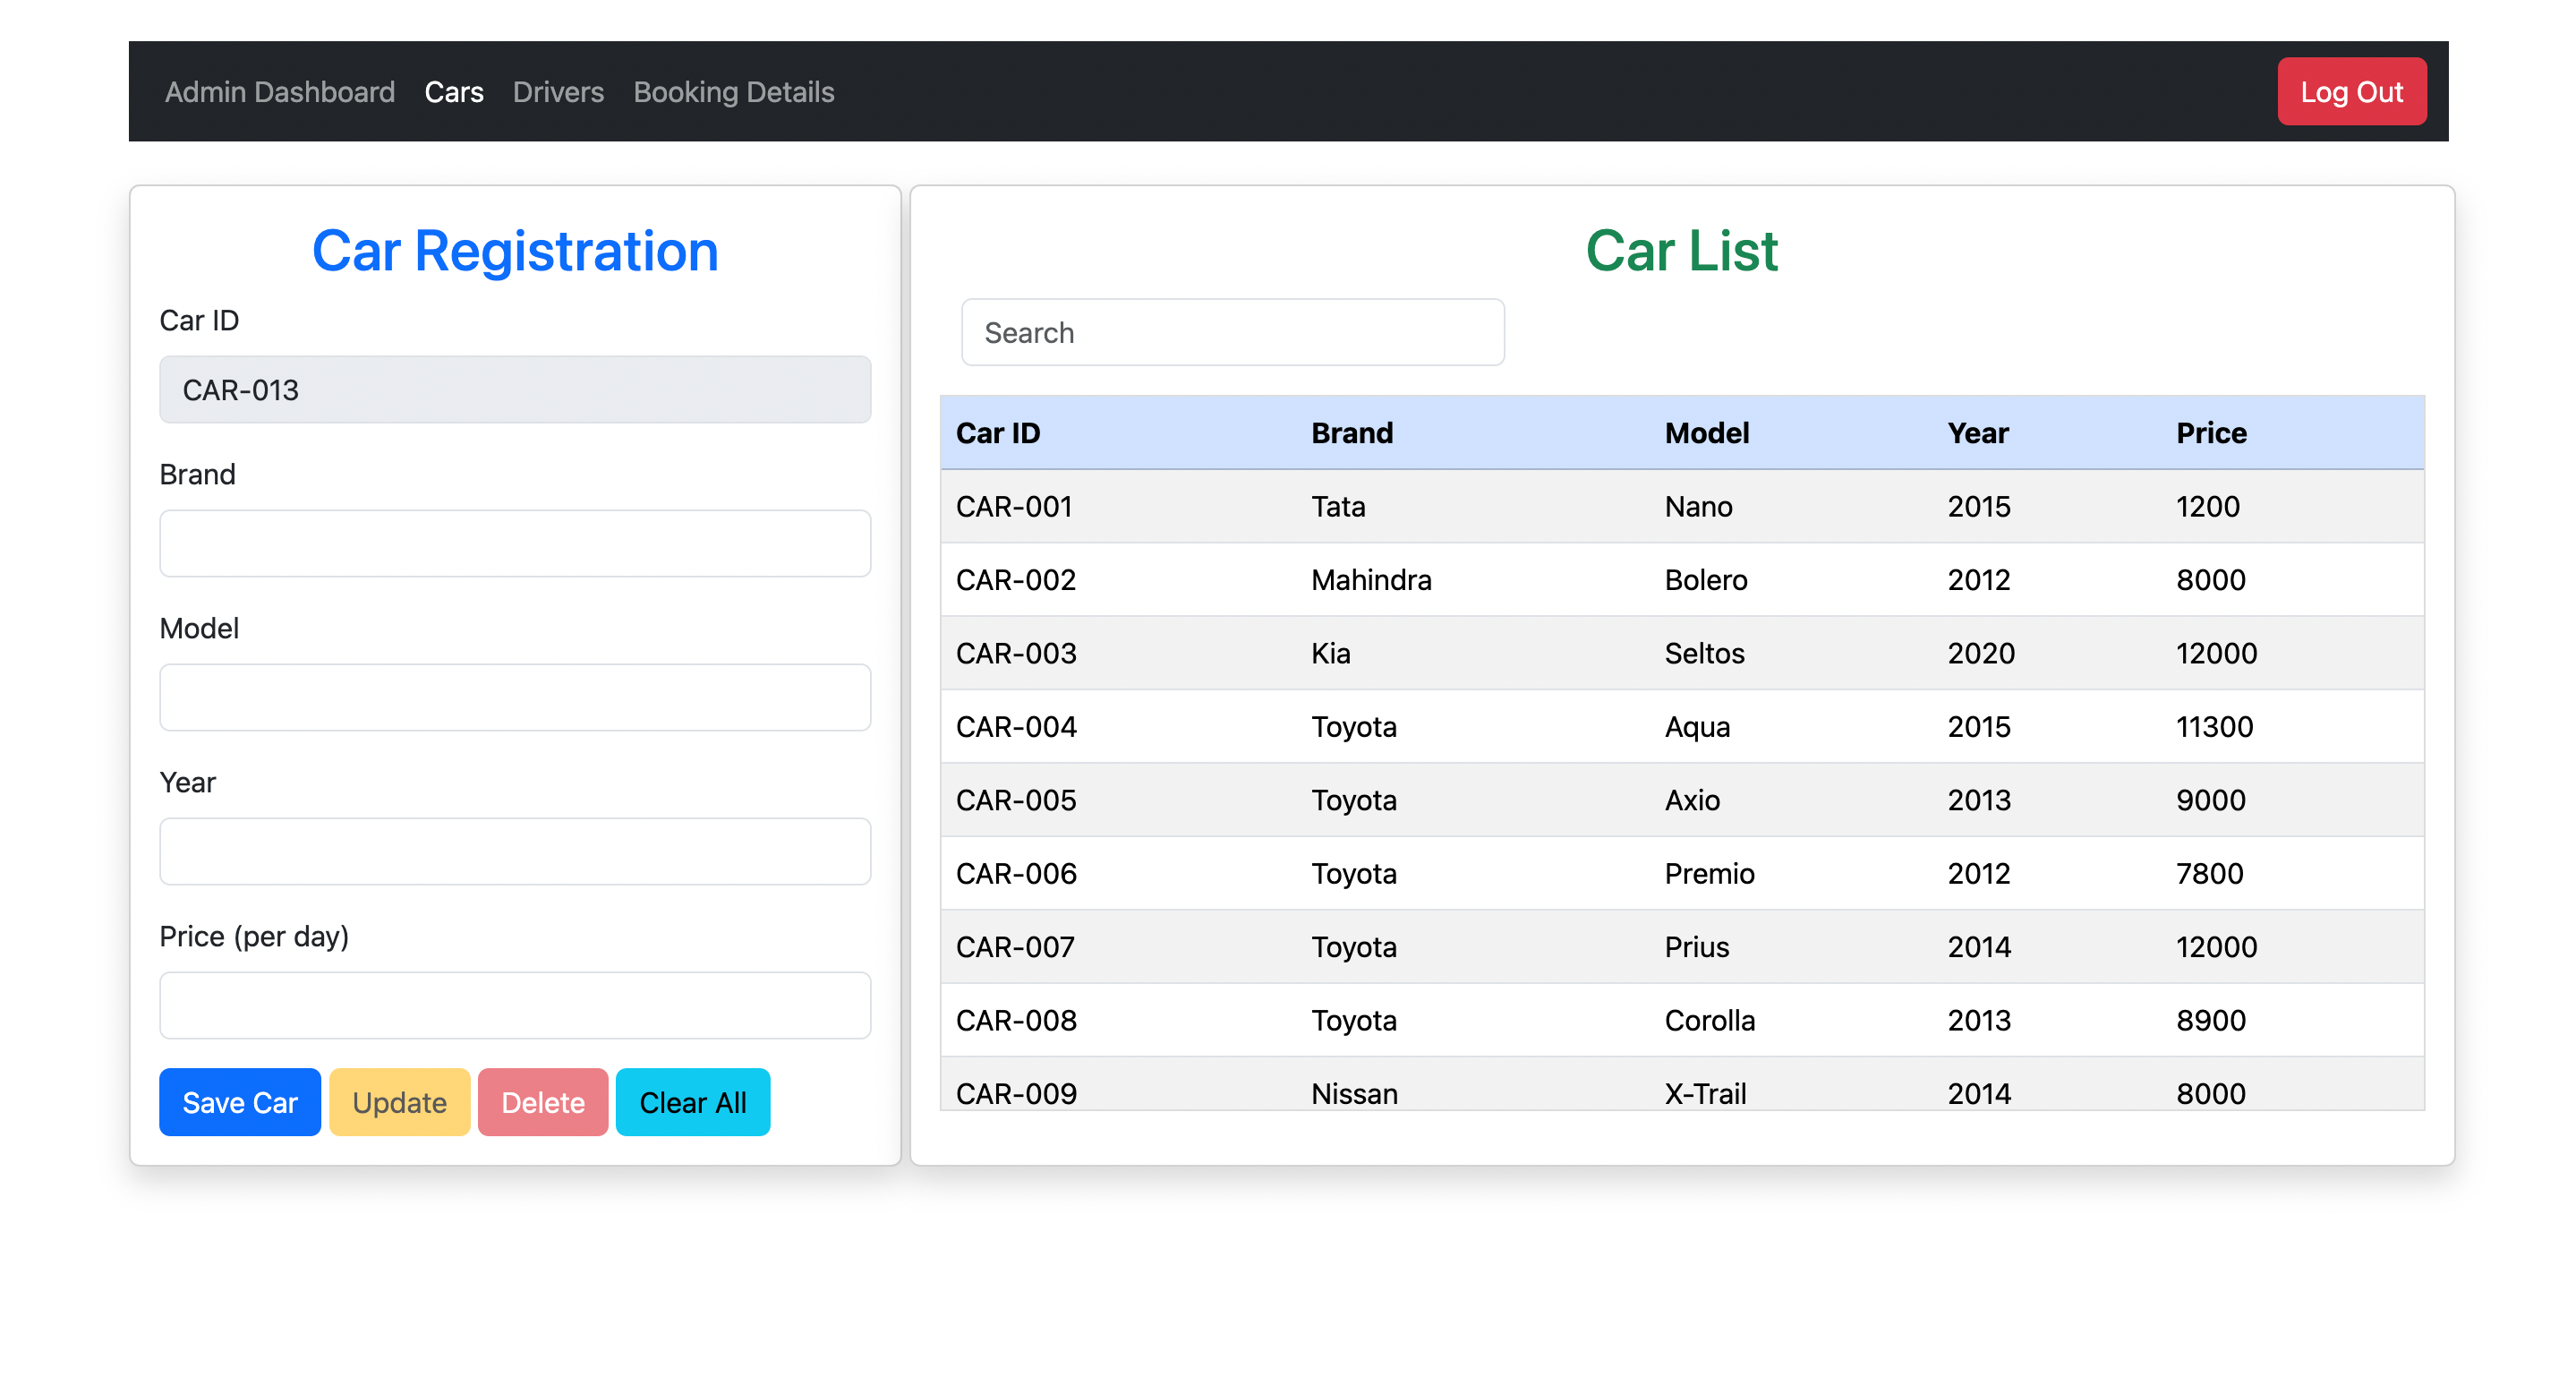 Admin Dashboard Cars Drivers Booking Details Log Out
Car Registration
Car ID
CAR-013
Brand
Model
Year
Price (per day)
Save Car Update Delete Clear All
Car List
Search
Car ID Brand Model Year Price
CAR-001 Tata Nano 2015 1200
CAR-002 Mahindra Bolero 2012 8000
CAR-003 Kia Seltos 2020 12000
CAR-004 Toyota Aqua 2015 11300
CAR-005 Toyota Axio 2013 9000
CAR-006 Toyota Premio 2012 7800
CAR-007 Toyota Prius 2014 12000
CAR-008 Toyota Corolla 2013 8900
CAR-009 Nissan X-Trail 2014 8000